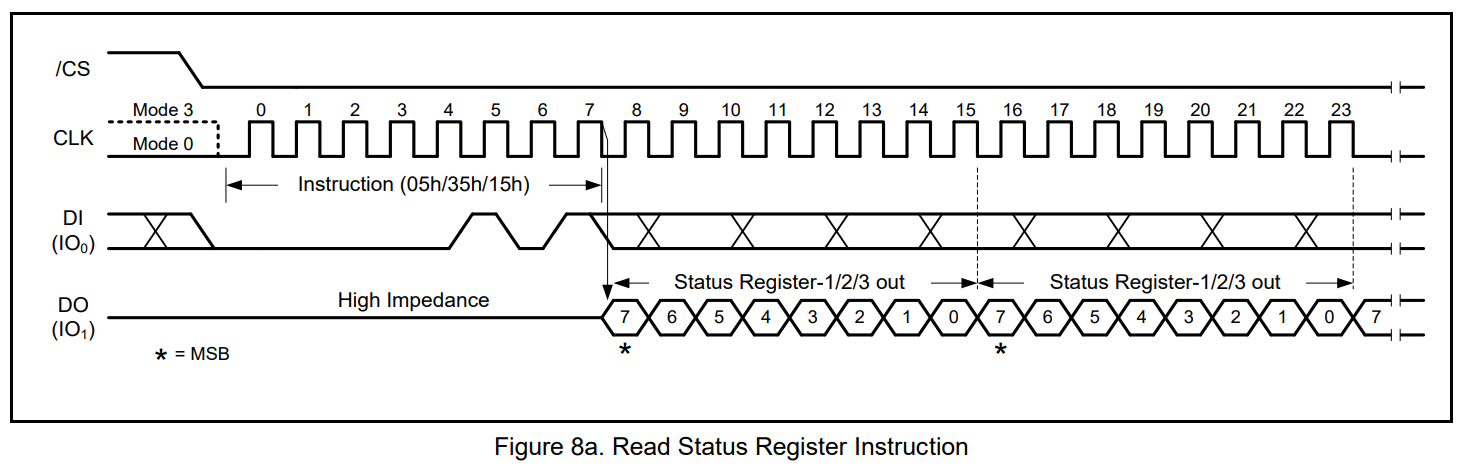 /CS
Mode 3 0 1 2 3 4 5 6 7 8 9 10 11 12 13 14 15 16 17 18 19 20 21 22 23
CLK
Mode 0
Instruction (05h/35h/15h)
DI
(IO0)
Status Register-1/2/3 out Status Register-1/2/3 out
High Impedance
DO
(IO1)
7 6 5 4 3 2 1 0 7 6 5 4 3 2 1 0 7
* *
* = MSB
Figure 8a. Read Status Register Instruction